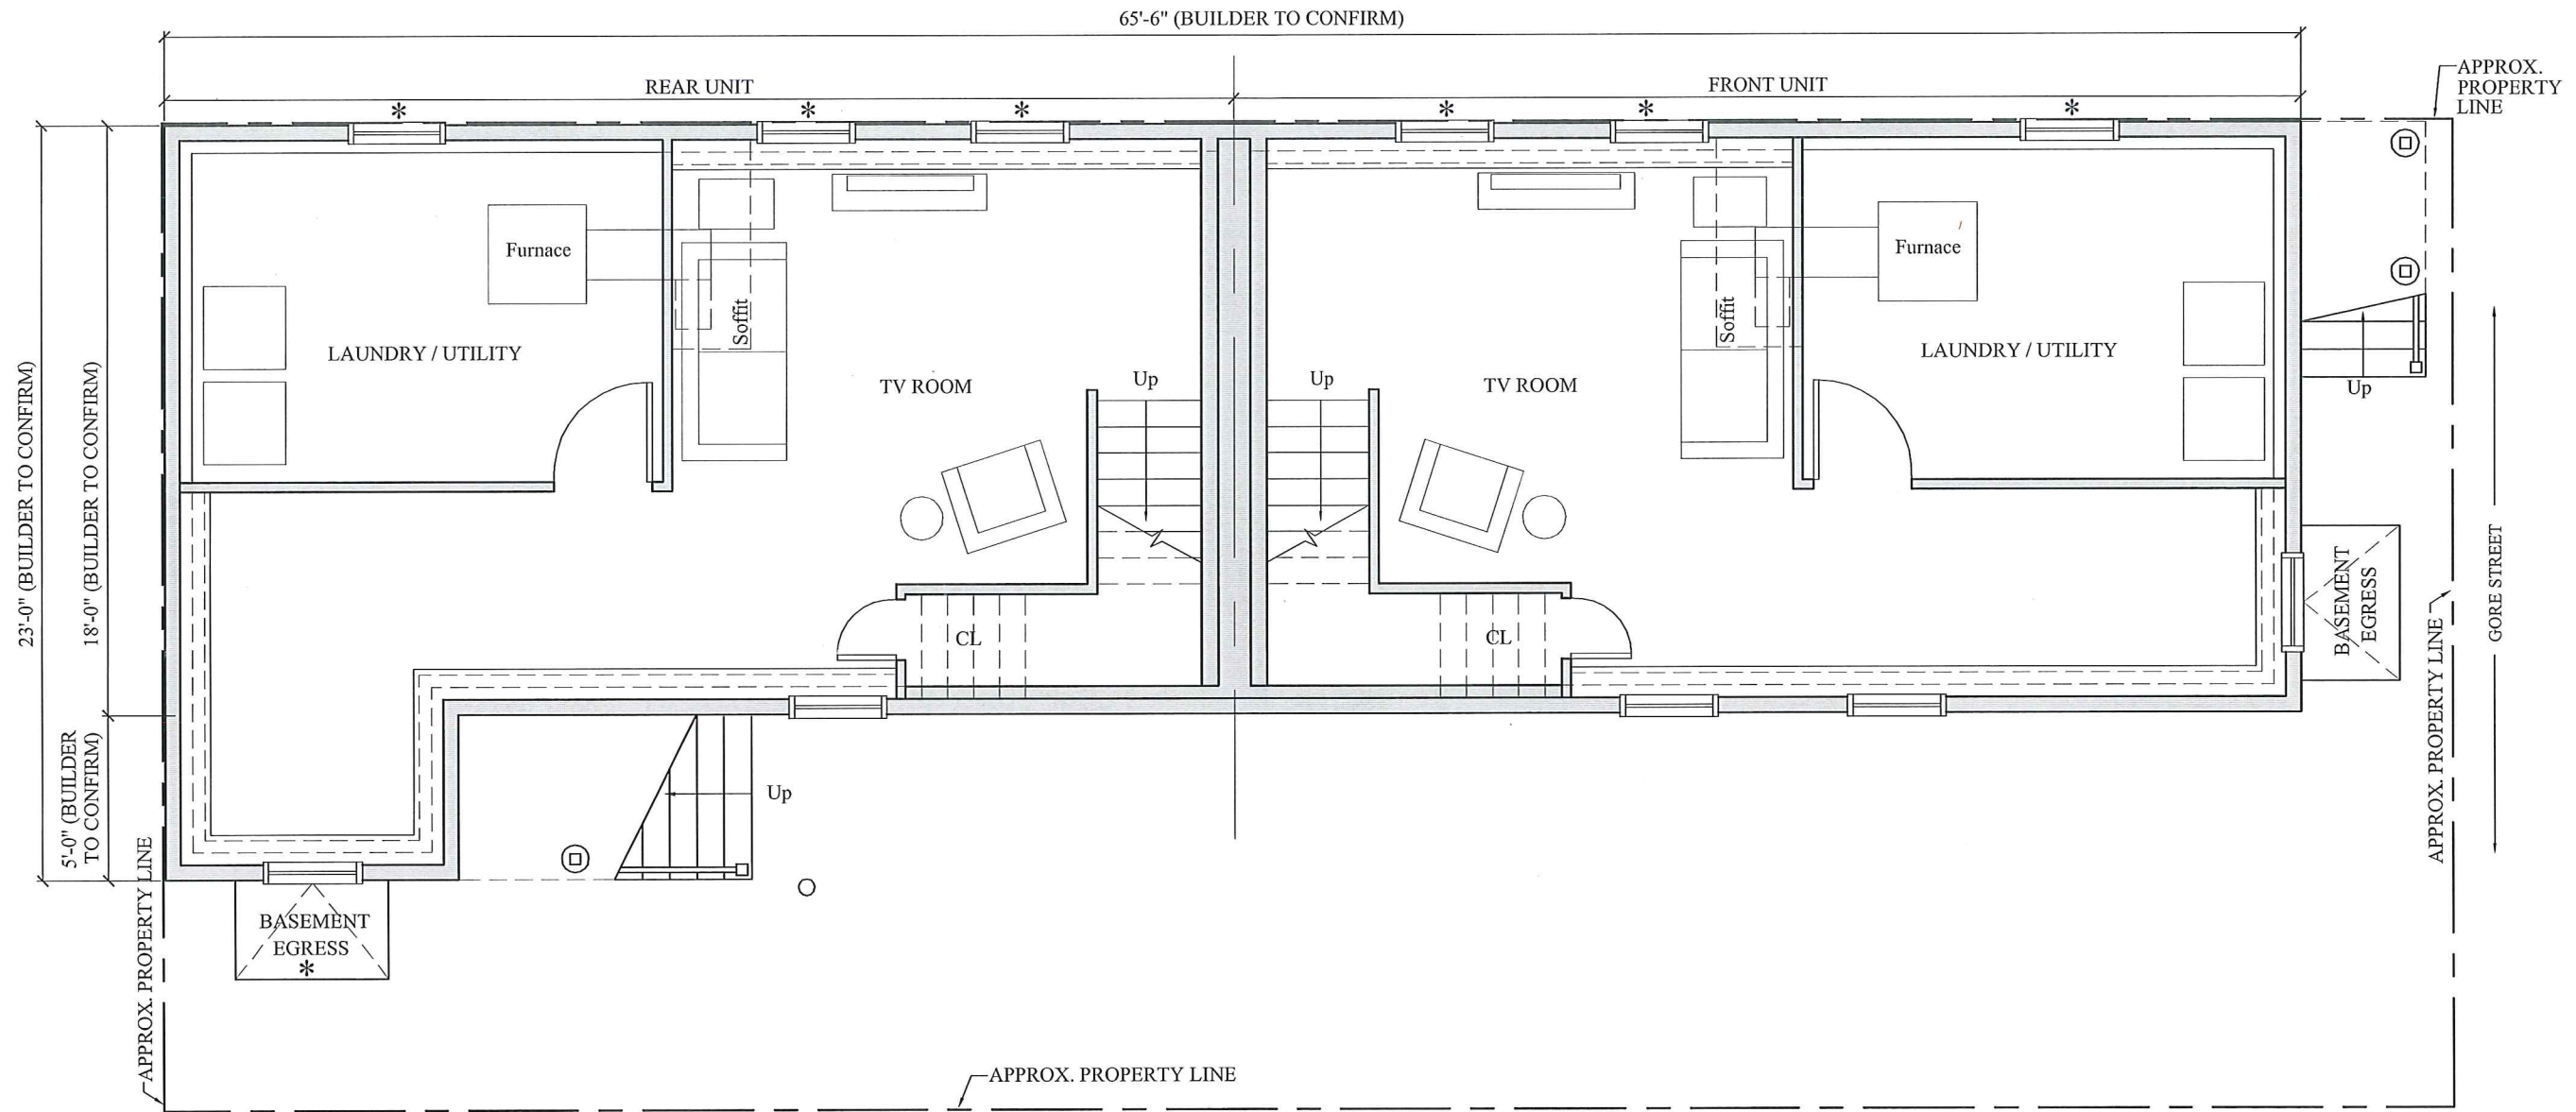 65'-6" (BUILDER TO CONFIRM)
REAR UNIT
FRONT UNIT
APPROX.
PROPERTY
LINE
*
*
*
*
*
*
Furnace
Furnace
Soffit
Soffit
LAUNDRY / UTILITY
TV ROOM
Up
Up
TV ROOM
LAUNDRY / UTILITY
Up
23'-0" (BUILDER TO CONFIRM)
18'-0" (BUILDER TO CONFIRM)
5'-0" (BUILDER
TO CONFIRM)
CL
CL
BASEMENT
EGRESS
GORE STREET
APPROX. PROPERTY LINE
Up
APPROX. PROPERTY LINE
BASEMENT
EGRESS
*
APPROX. PROPERTY LINE